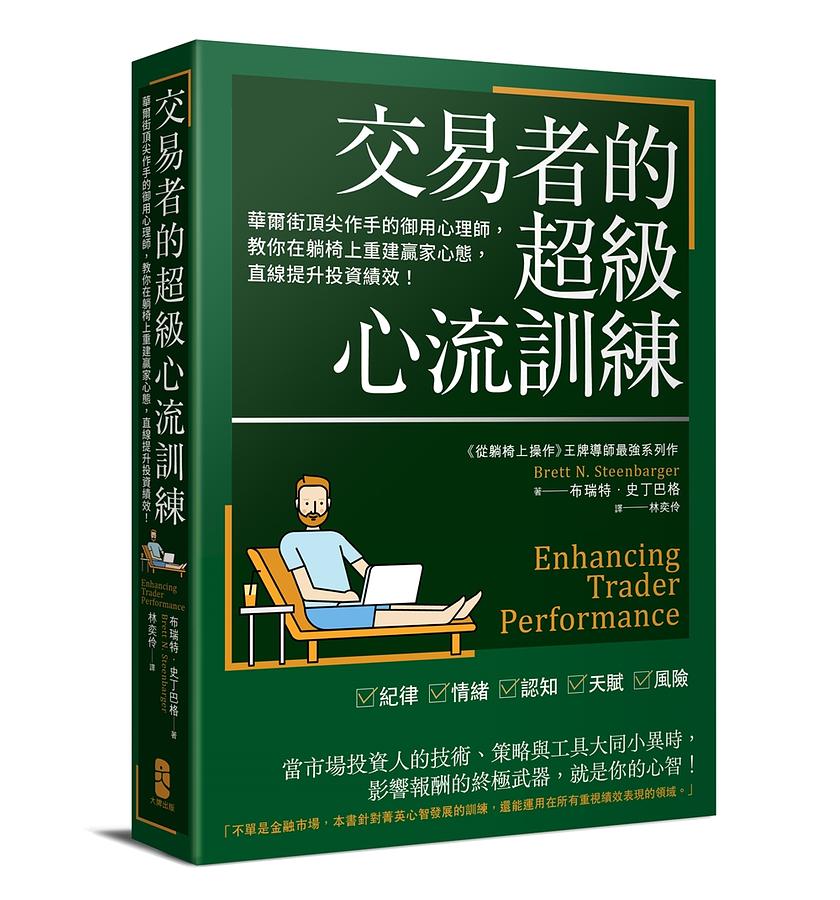 交易者的
超級
心流訓練
華爾街頂尖作手的御用心理師，
教你在躺椅上重建贏家心態，
直線提升投資績效！
《從躺椅上操作》王牌導師最強系列作
Brett N. Steenbarger
著──布瑞特．史丁巴格
譯──林奕伶
Enhancing
Trader
Performance
紀律 情緒 認知 天賦 風險
當市場投資人的技術、策略與工具大同小異時，
影響報酬的終極武器，就是你的心智！
「不單是金融市場，本書針對菁英心智發展的訓練，還能運用在所有重視績效表現的領域。」
交易者的超級心流訓練
華爾街頂尖作手的御用心理師，教你在躺椅上重建贏家心態，直線提升投資績效！
Enhancing
Trader
Performance
布瑞特．史丁巴格──著
Brett N. Steenbarger
林奕伶──譯
大牌出版